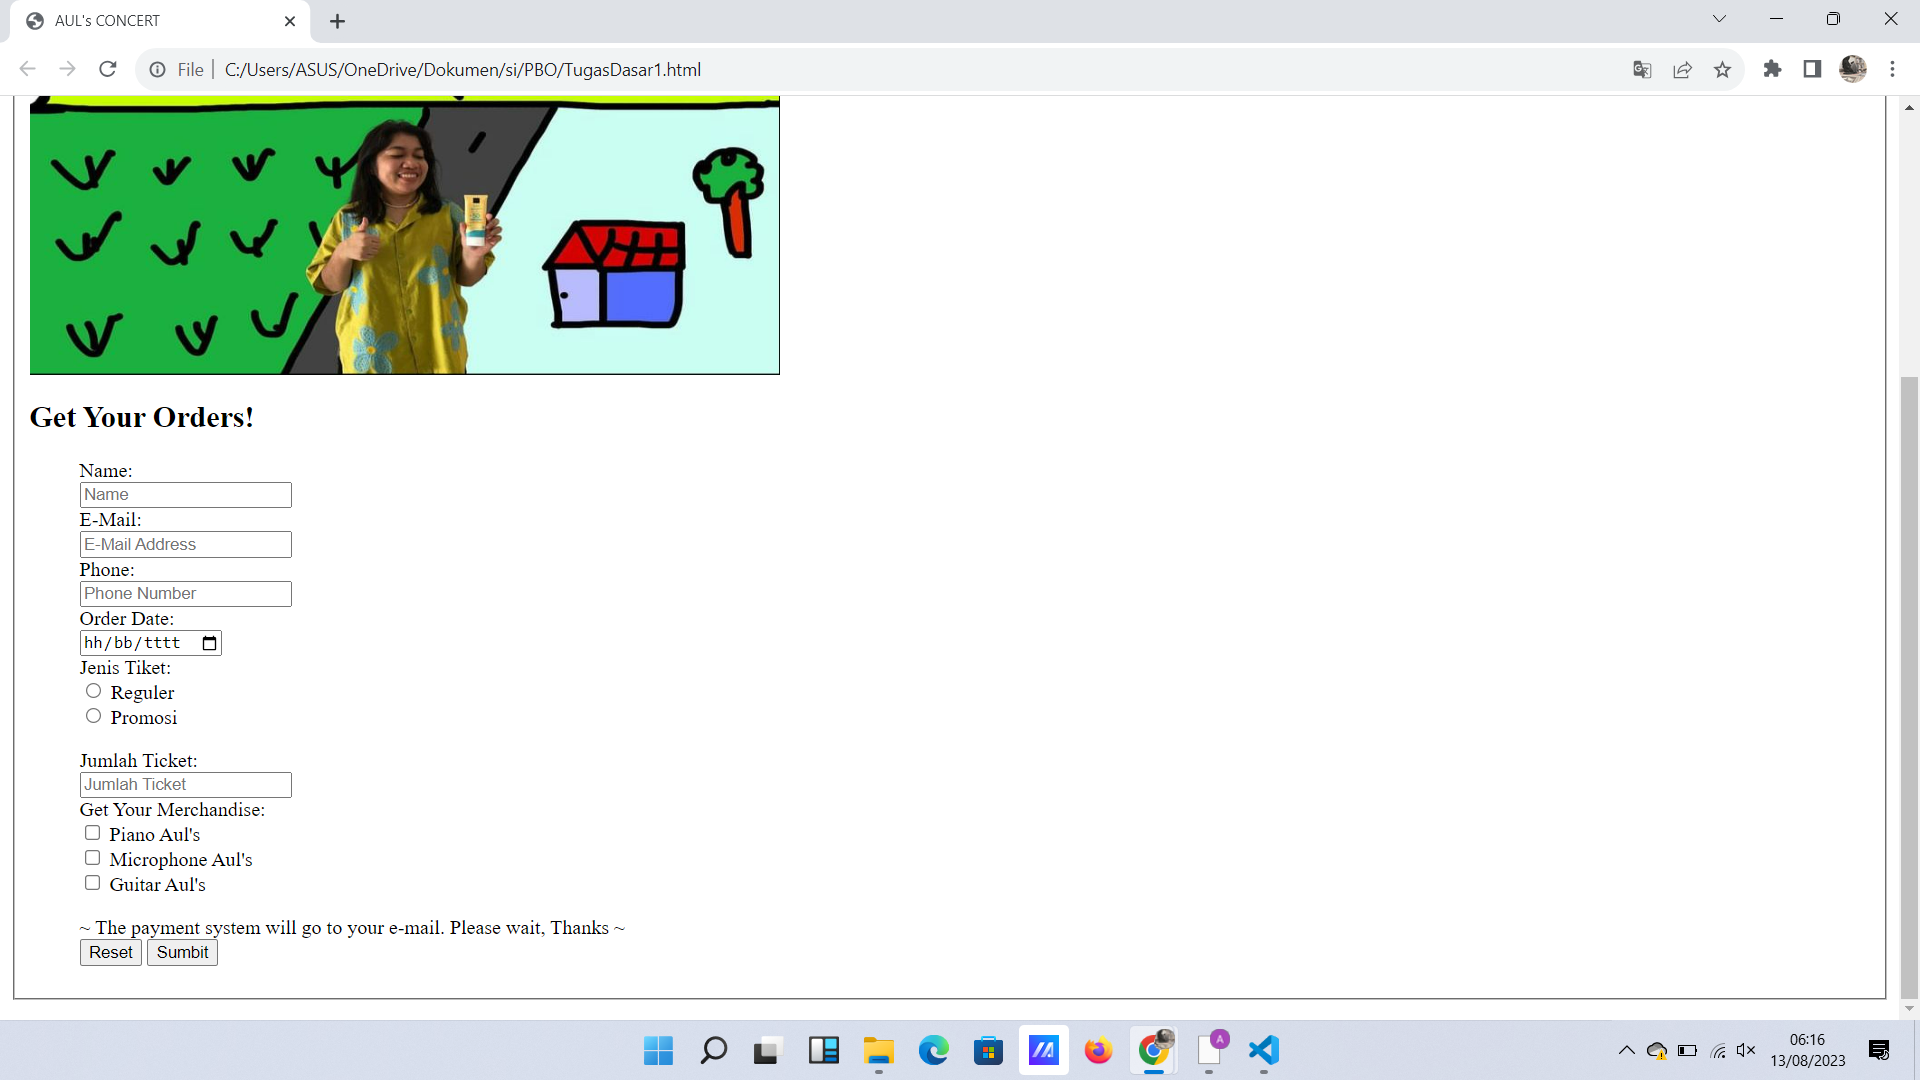 AUL's CONCERT
File | C:/Users/ASUS/OneDrive/Dokumen/si/PBO/TugasDasar1.html
Get Your Orders!
Name:
Name
E-Mail:
E-Mail Address
Phone:
Phone Number
Order Date:
hh/bb/tttt
Jenis Tiket:
Reguler
Promosi
Jumlah Ticket:
Jumlah Ticket
Get Your Merchandise:
Piano Aul's
Microphone Aul's
Guitar Aul's
~ The payment system will go to your e-mail. Please wait, Thanks ~
Reset Sumbit
A
06:16
13/08/2023